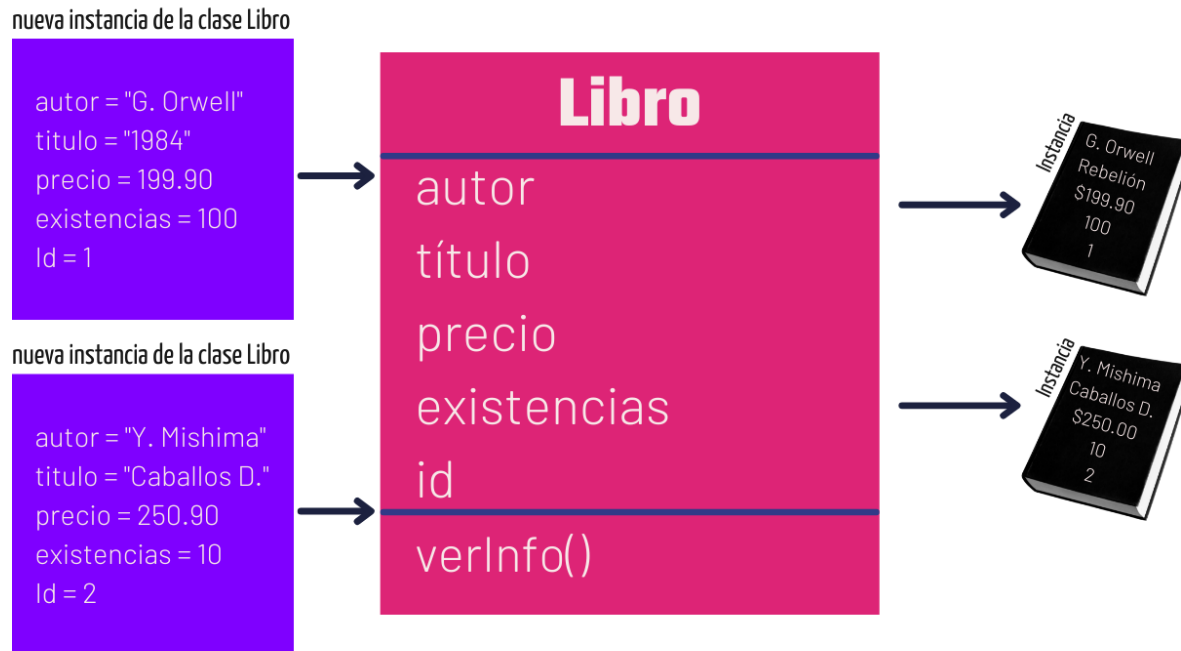 nueva instancia de la clase Libro
autor = "G. Orwell"
titulo = "1984"
precio = 199.90
existencias = 100
Id = 1
nueva instancia de la clase Libro
autor = "Y. Mishima"
titulo = "Caballos D."
precio = 250.90
existencias = 10
Id = 2
Libro
autor
título
precio
existencias
id
verInfo()
Instancia
G. Orwell
Rebelión
$199.90
100
1
Instancia
Y. Mishima
Caballos D.
$250.00
10
2